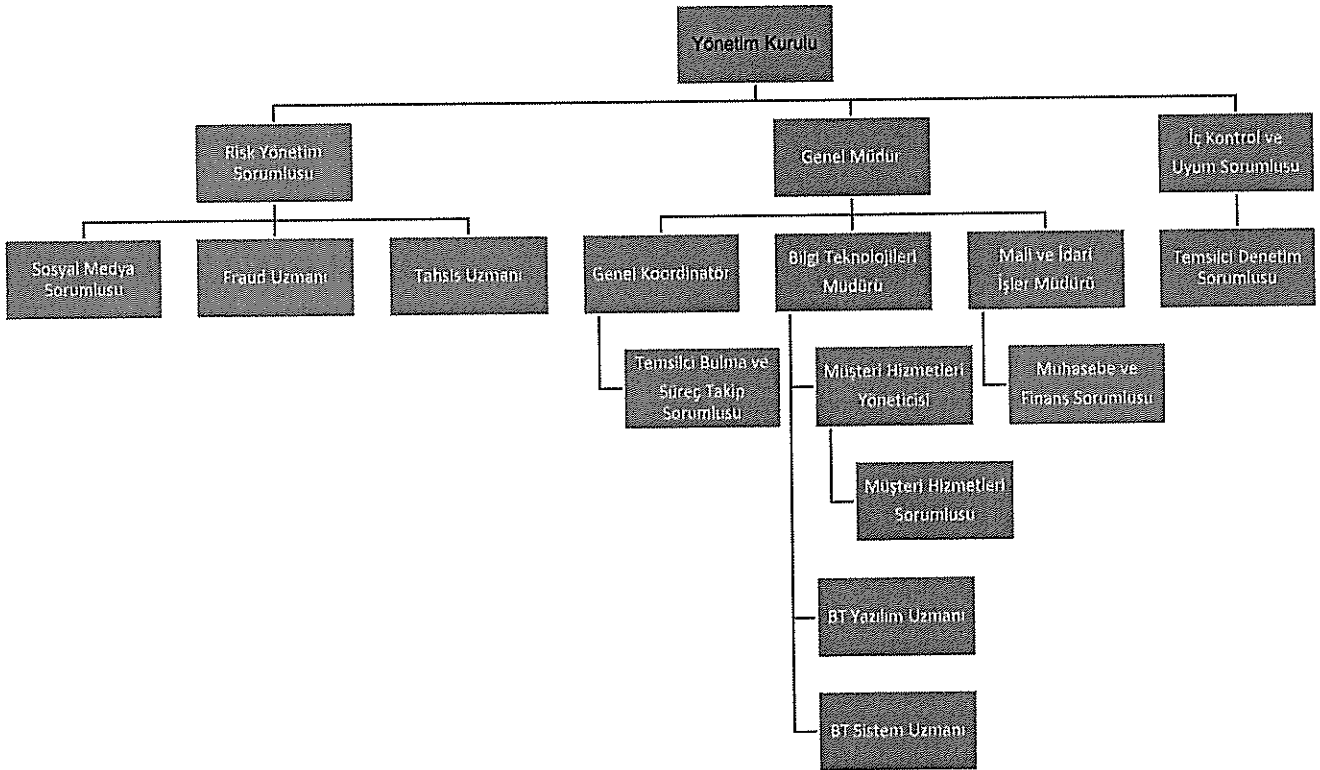 Yönetim Kurulu
Risk Yönetim
Sorumlusu
Genel Müdür
İç Kontrol ve
Uyum Sorumlusu
Sosyal Medya
Sorumlusu
Fraud Uzmanı
Tahsis Uzmanı
Genel Koordinatör
Bilgi Teknolojileri
Müdürü
Mali ve İdari
İşler Müdürü
Temsilci Denetim
Sorumlusu
Temsilci Bulma ve
Süreç Takip
Sorumlusu
Müşteri Hizmetleri
Yöneticisi
Muhasebe ve
Finans Sorumlusu
Müşteri Hizmetleri
Sorumlusu
BT Yazılım Uzmanı
BT Sistem Uzmanı